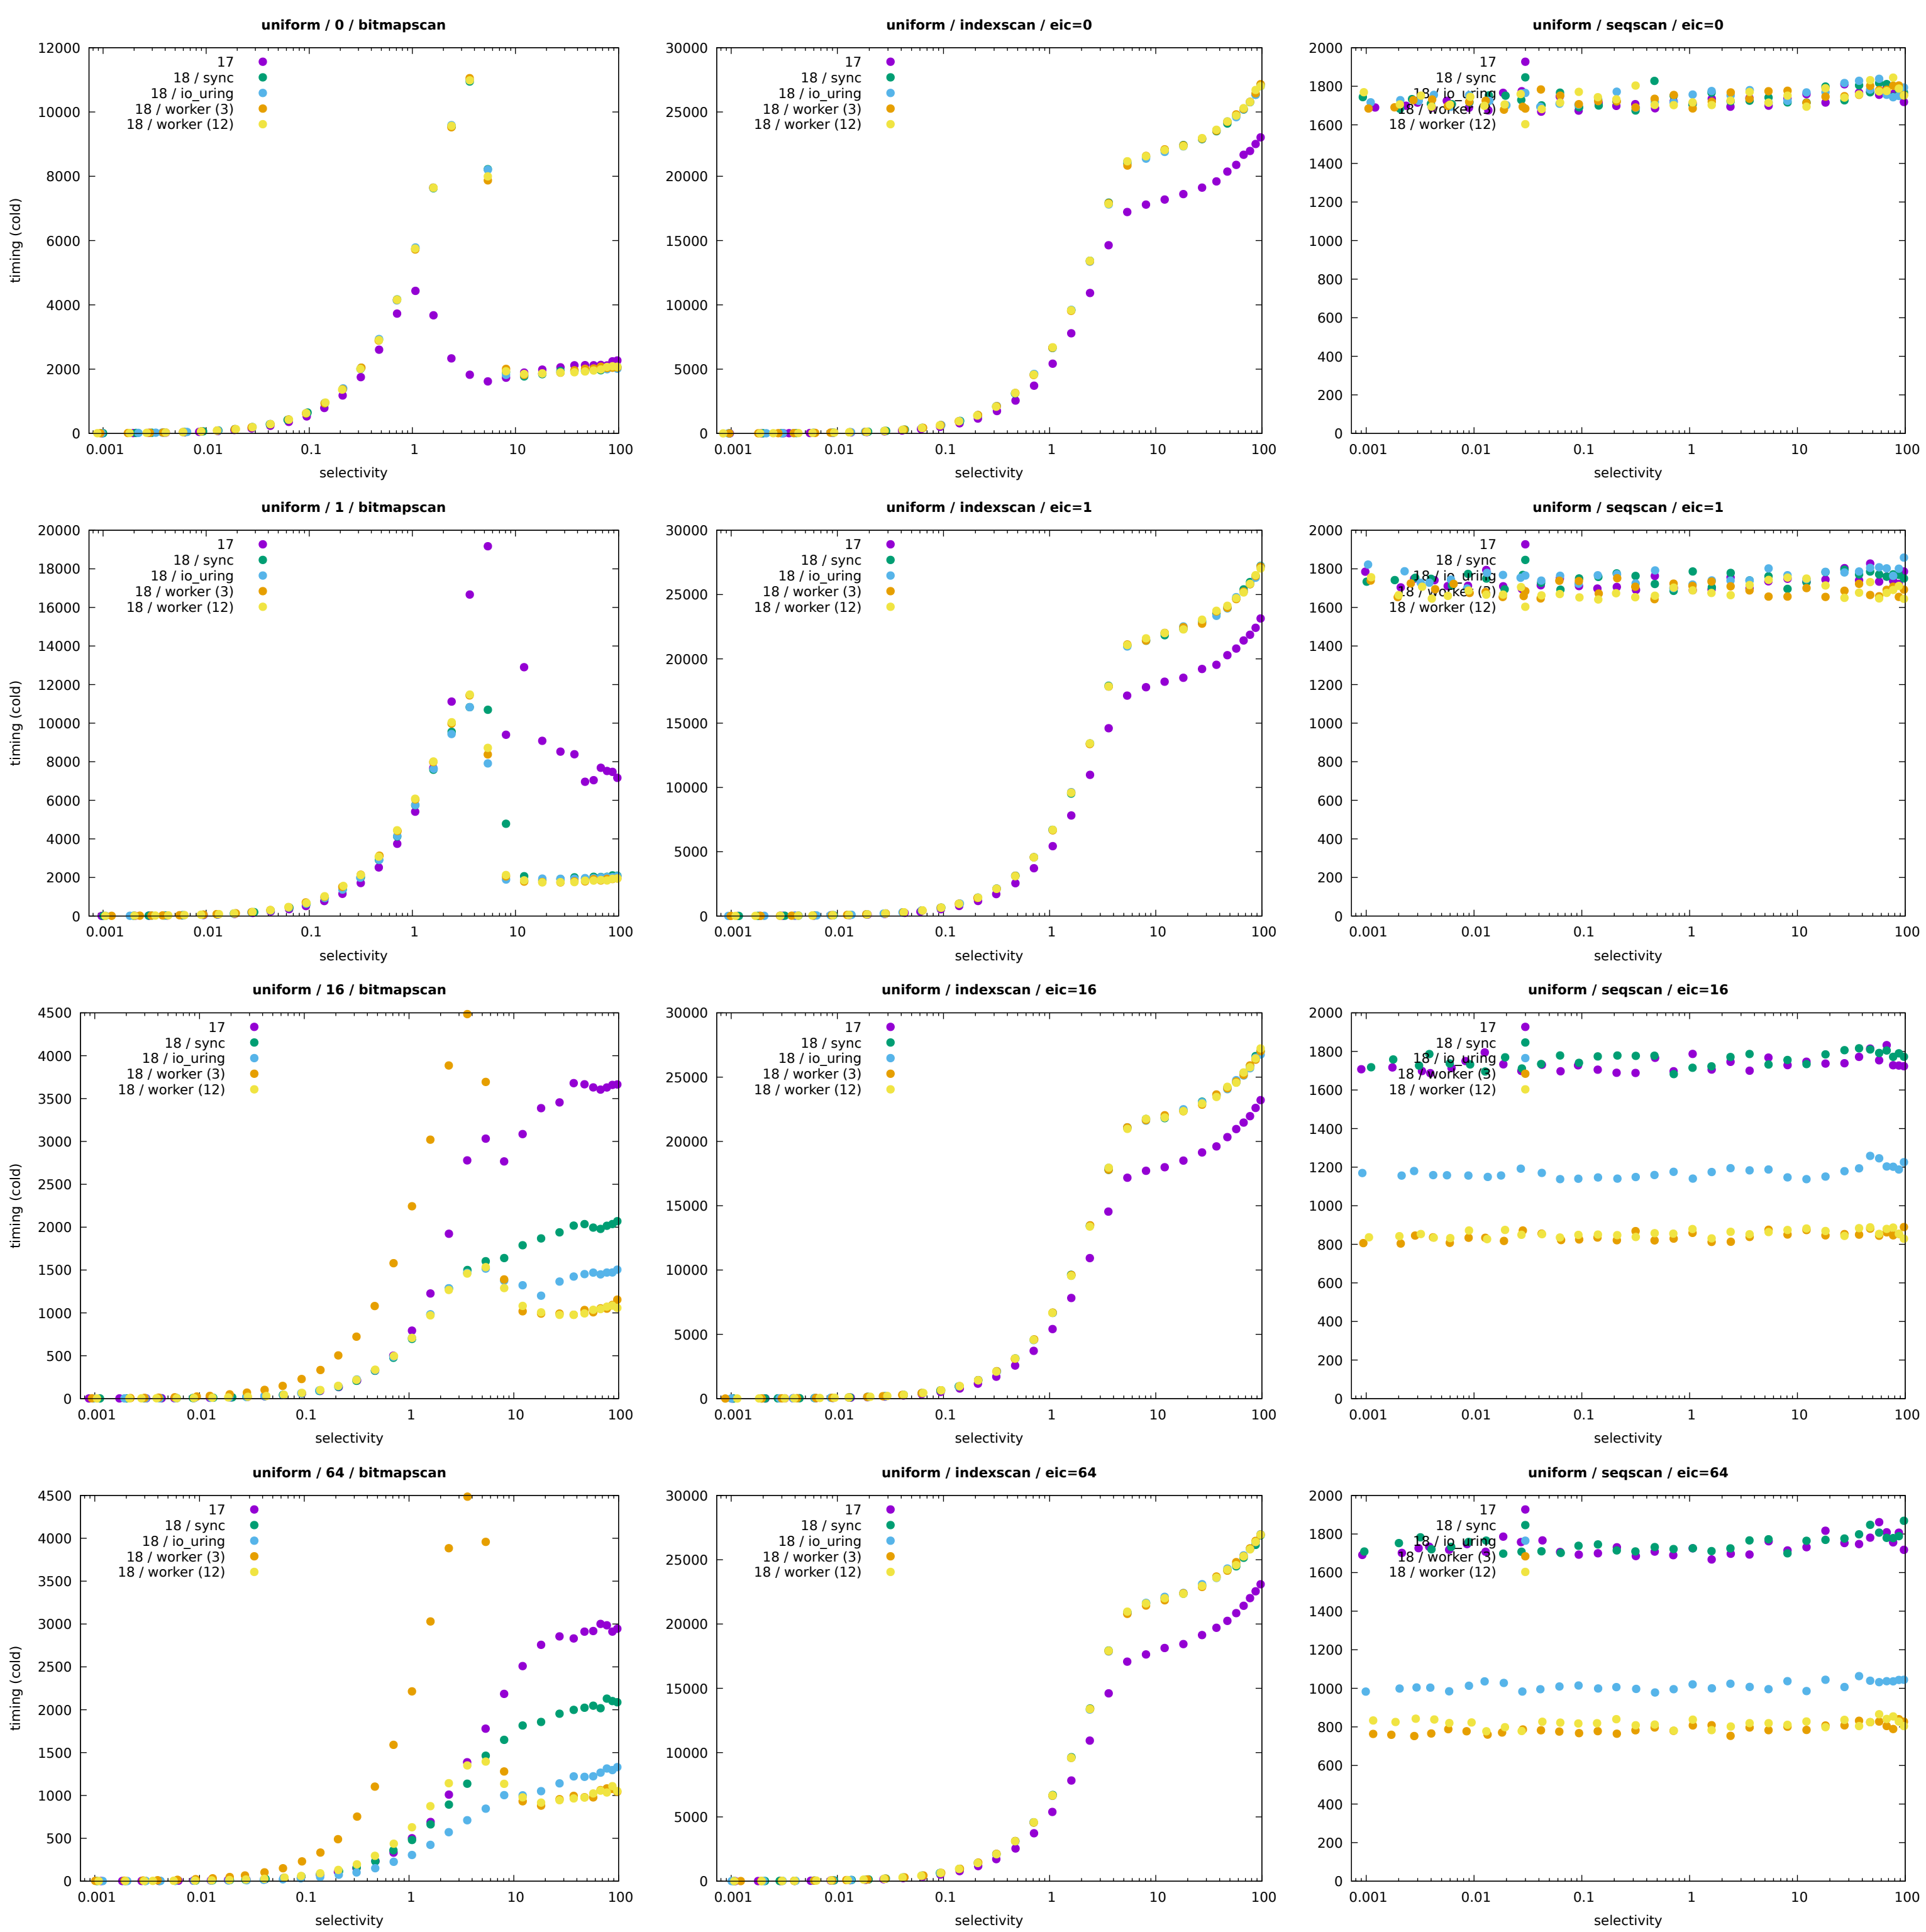 uniform / 0 / bitmapscan
12000
10000
8000
6000
4000
2000
0
17
18 / sync
18 / io_uring
18 / worker (3)
18 / worker (12)
0.001 0.01 0.1 1 10 100
timing (cold)
selectivity
uniform / indexscan / eic=0
30000
25000
20000
15000
10000
5000
0
17
18 / sync
18 / io_uring
18 / worker (3)
18 / worker (12)
0.001 0.01 0.1 1 10 100
selectivity
uniform / seqscan / eic=0
2000
1800
1600
1400
1200
1000
800
600
400
200
0
17
18 / sync
18 / io_uring
18 / worker (3)
18 / worker (12)
0.001 0.01 0.1 1 10 100
selectivity
uniform / 1 / bitmapscan
20000
18000
16000
14000
12000
10000
8000
6000
4000
2000
0
17
18 / sync
18 / io_uring
18 / worker (3)
18 / worker (12)
0.001 0.01 0.1 1 10 100
timing (cold)
selectivity
uniform / indexscan / eic=1
30000
25000
20000
15000
10000
5000
0
17
18 / sync
18 / io_uring
18 / worker (3)
18 / worker (12)
0.001 0.01 0.1 1 10 100
selectivity
uniform / seqscan / eic=1
2000
1800
1600
1400
1200
1000
800
600
400
200
0
17
18 / sync
18 / io_uring
18 / worker (3)
18 / worker (12)
0.001 0.01 0.1 1 10 100
selectivity
uniform / 16 / bitmapscan
4500
4000
3500
3000
2500
2000
1500
1000
500
0
17
18 / sync
18 / io_uring
18 / worker (3)
18 / worker (12)
0.001 0.01 0.1 1 10 100
timing (cold)
selectivity
uniform / indexscan / eic=16
30000
25000
20000
15000
10000
5000
0
17
18 / sync
18 / io_uring
18 / worker (3)
18 / worker (12)
0.001 0.01 0.1 1 10 100
selectivity
uniform / seqscan / eic=16
2000
1800
1600
1400
1200
1000
800
600
400
200
0
17
18 / sync
18 / io_uring
18 / worker (3)
18 / worker (12)
0.001 0.01 0.1 1 10 100
selectivity
uniform / 64 / bitmapscan
4500
4000
3500
3000
2500
2000
1500
1000
500
0
17
18 / sync
18 / io_uring
18 / worker (3)
18 / worker (12)
0.001 0.01 0.1 1 10 100
timing (cold)
selectivity
uniform / indexscan / eic=64
30000
25000
20000
15000
10000
5000
0
17
18 / sync
18 / io_uring
18 / worker (3)
18 / worker (12)
0.001 0.01 0.1 1 10 100
selectivity
uniform / seqscan / eic=64
2000
1800
1600
1400
1200
1000
800
600
400
200
0
17
18 / sync
18 / io_uring
18 / worker (3)
18 / worker (12)
0.001 0.01 0.1 1 10 100
selectivity